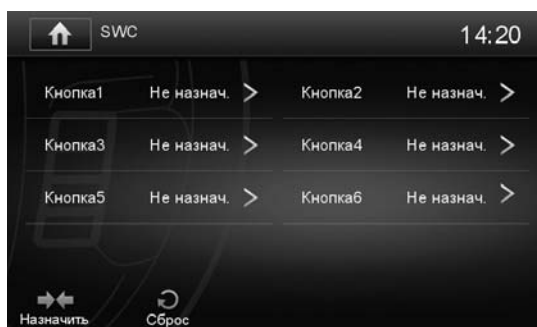 SWC 14:20
Кнопка1 Не назнач. > Кнопка2 Не назнач. >
Кнопка3 Не назнач. > Кнопка4 Не назнач. >
Кнопка5 Не назнач. > Кнопка6 Не назнач. >
Назначить Сброс